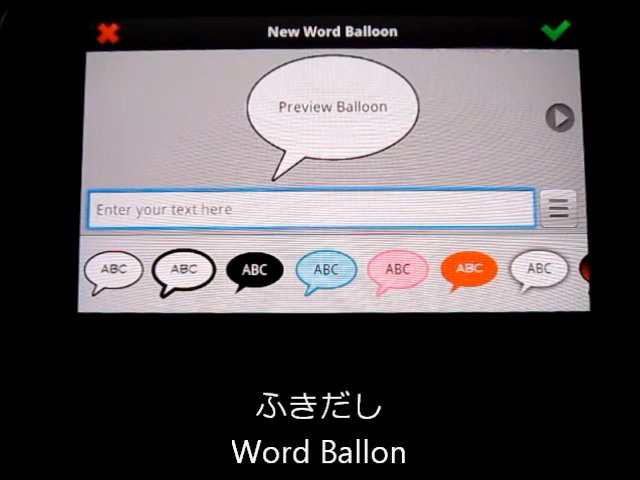 New Word Balloon
Preview Balloon
Enter your text here
ABC ABC ABC ABC ABC ABC ABC
ふきだし
Word Ballon